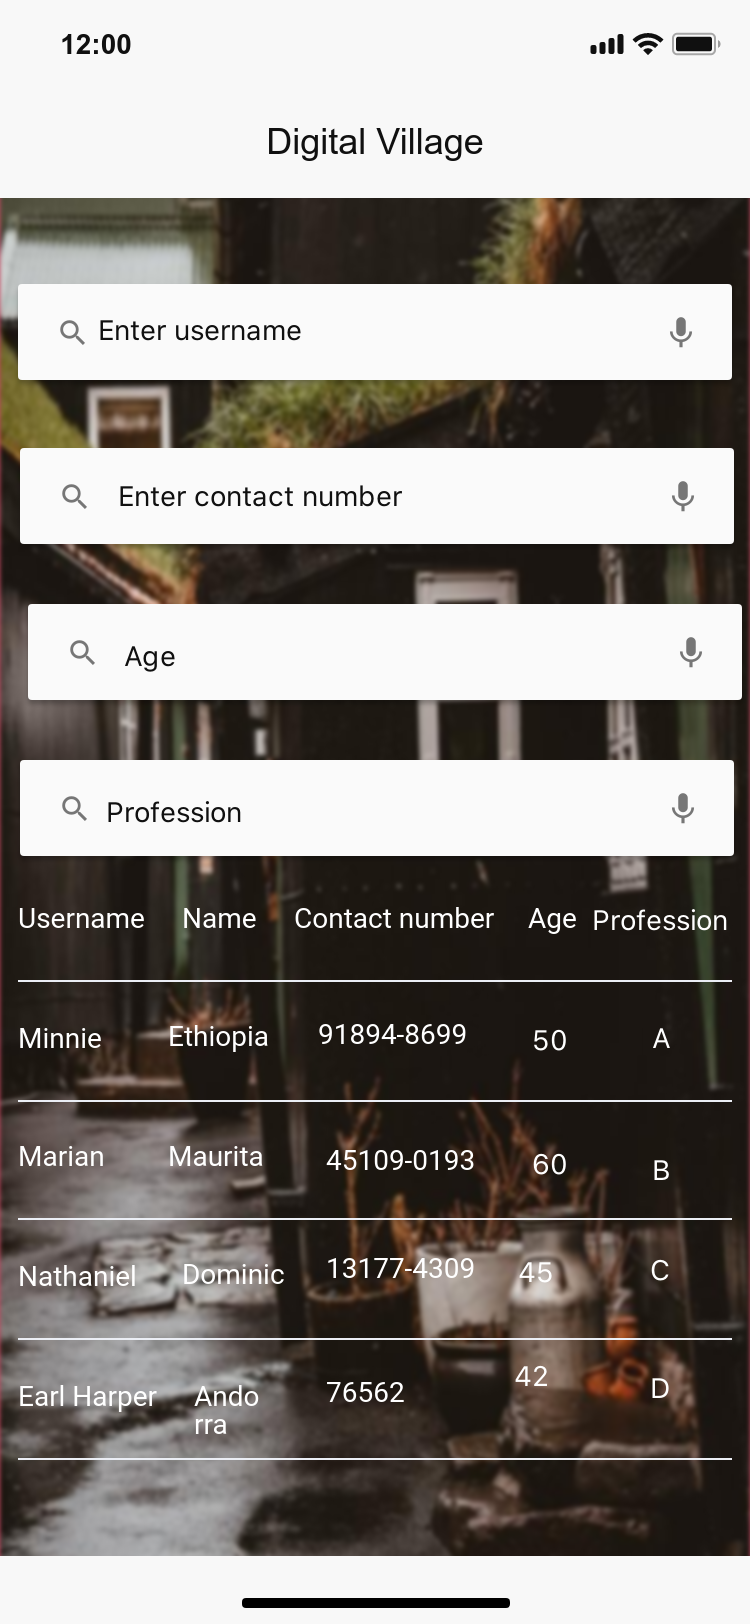 12:00
Digital Village
Enter username
Enter contact number
Age
Profession
Username Name Contact number Age Profession
Minnie Ethiopia 91894-8699 50 A
Marian Maurita 45109-0193 60 B
Nathaniel Dominic 13177-4309 45 C
Earl Harper Ando 76562 42 D
rra